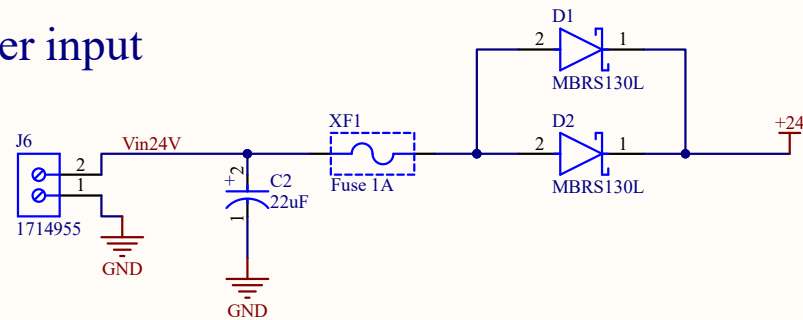 er input
D1
2
1
MBRS130L
J6
Vin24V
2
1
1714955
GND
+
2
1
C2
22uF
GND
XF1
Fuse 1A
D2
2
1
MBRS130L
+24